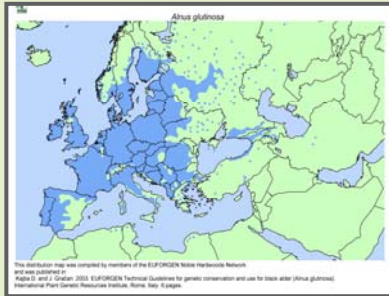 Alnus glutinosa
This distribution map was compiled by members of the EUFORGEN Noble Hardwoods Network
and was published in
Kajba D. and J. Gračan. 2003. EUFORGEN Technical Guidelines for genetic conservation and use for black alder (Alnus glutinosa).
International Plant Genetic Resources Institute, Rome, Italy. 6 pages.